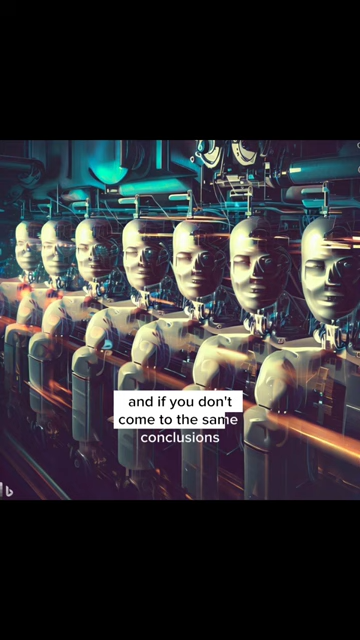 and if you don't
come to the same
conclusions